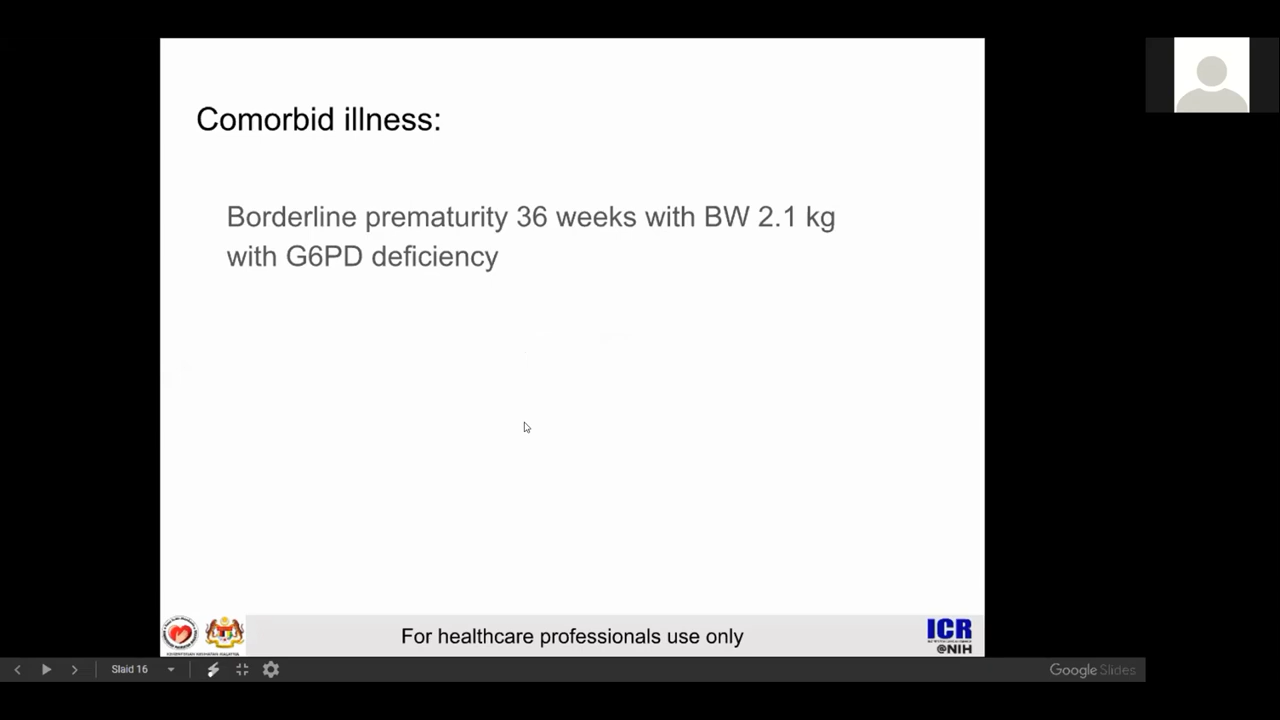 Comorbid illness:
Borderline prematurity 36 weeks with BW 2.1 kg
with G6PD deficiency
For healthcare professionals use only
ICR
@NIH
Slaid 16
Google Slides